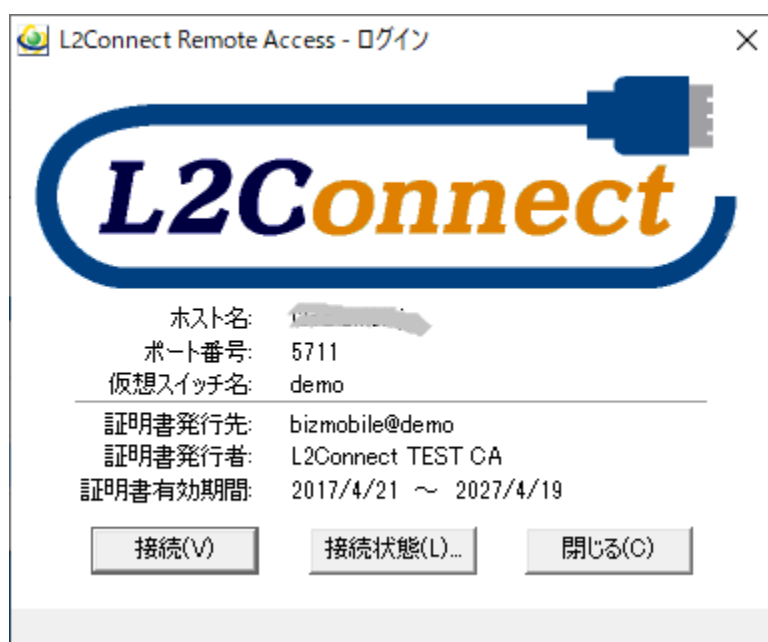 L2Connect Remote Access - ログイン
L2Connect
ホスト名:
ポート番号: 5711
仮想スイッチ名: demo
証明書発行先: bizmobile@demo
証明書発行者: L2Connect TEST CA
証明書有効期間: 2017/4/21 ～ 2027/4/19
接続(V) 接続状態(L)... 閉じる(C)